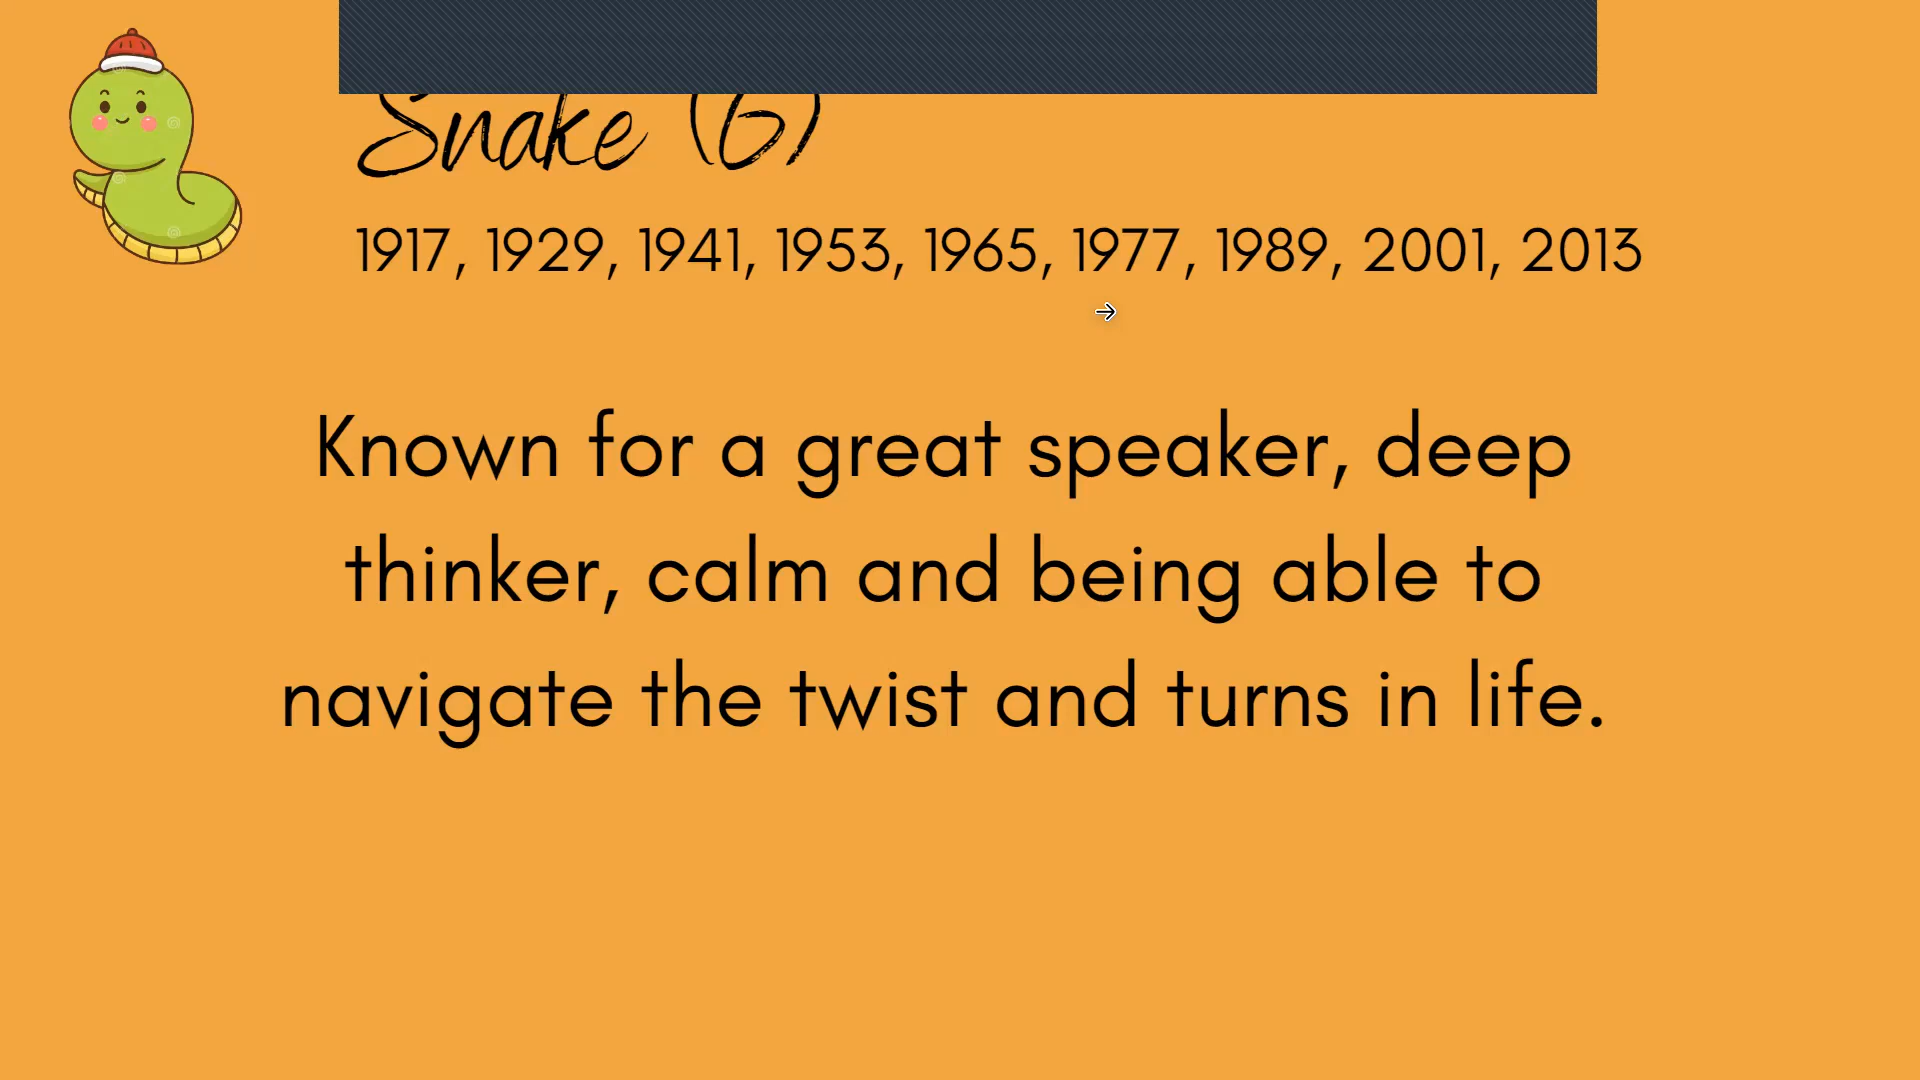 Snake (6)
1917, 1929, 1941, 1953, 1965, 1977, 1989, 2001, 2013
Known for a great speaker, deep
thinker, calm and being able to
navigate the twist and turns in life.